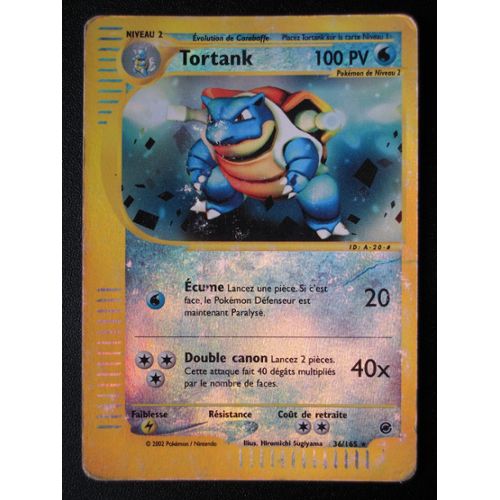 NIVEAU 2
Évolution de Carabaffe
Placez Tortank sur la carte Niveau 1
Tortank
100 PV
Pokémon de Niveau 2
ID: A-20-#
Écume Lancez une pièce. Si c'est
face, le Pokémon Défenseur est
maintenant Paralysé.
20
Double canon Lancez 2 pièces.
Cette attaque fait 40 dégâts multipliés
par le nombre de faces.
40x
Faiblesse
Résistance
Coût de retraite
© 2002 Pokémon / Nintendo
Illus. Hiromichi Sugiyama
36/165 ★